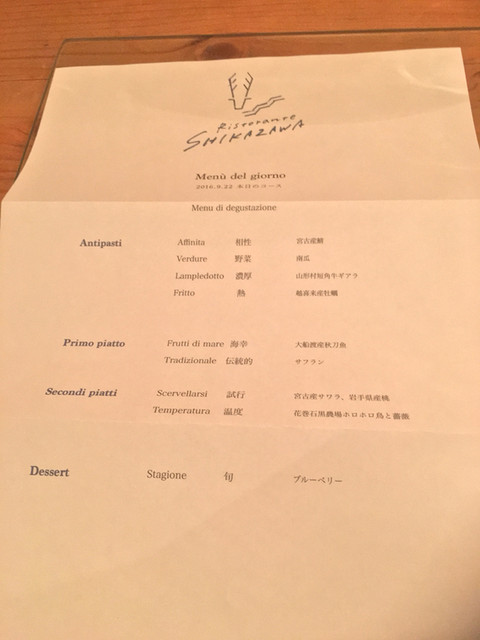 Ristorante
SHIKAZAWA
Menù del giorno
2016.8.22 本日のコース
Menu di degustazione
Antipasti Affinita 相性 宮古産鯛
Verdure 野菜 南瓜
Lampledotto 濃厚 山形村短角牛ギアラ
Fritto 熱 越喜来産牡蠣
Primo piatto Frutti di mare 海幸 大船渡産秋刀魚
Tradizionale 伝統的 サフラン
Secondi piatti Scervellarsi 試行 宮古産サワラ、岩手県産桃
Temperatura 温度 花巻石黒農場ホロホロ鳥と薔薇
Dessert Stagione 旬 ブルーベリー